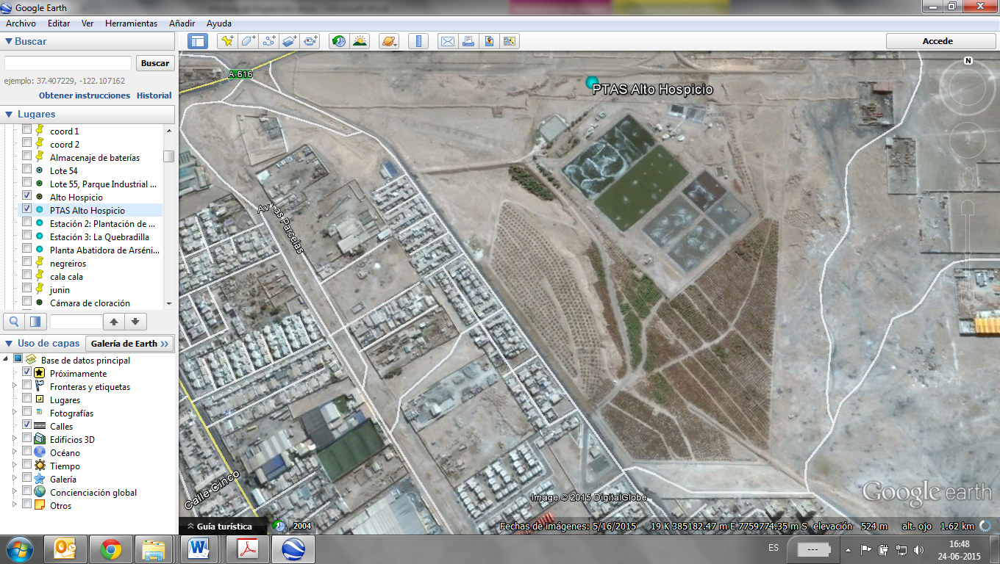 Google Earth
Archivo Editar Ver Herramientas Añadir Ayuda
Buscar
Buscar
ejemplo: 37.407229, -122.107162
Obtener instrucciones Historial
Lugares
coord 1
coord 2
Almacenaje de baterías
Lote 54
Lote 55, Parque Industrial ...
Alto Hospicio
PTAS Alto Hospicio
Estación 2: Plantación de ...
Estación 3: La Quebradilla
Planta Abatidora de Arséni...
negreiros
cala cala
junin
Cámara de cloración
Uso de capas Galería de Earth »
Base de datos principal
Próximamente
Fronteras y etiquetas
Lugares
Fotografías
Calles
Edificios 3D
Océano
Tiempo
Galería
Concienciación global
Otros
Accede
N
A-616
PTAS Alto Hospicio
Av. las Parcelas
Calle Cinco
Google earth
Image © 2015 DigitalGlobe
Guía turística 2004
Fechas de imágenes: 5/16/2015 19 K 385182.47 m E 7759774.35 m S elevación 524 m alt. ojo 1.62 km
ES
---
16:48
24-06-2015